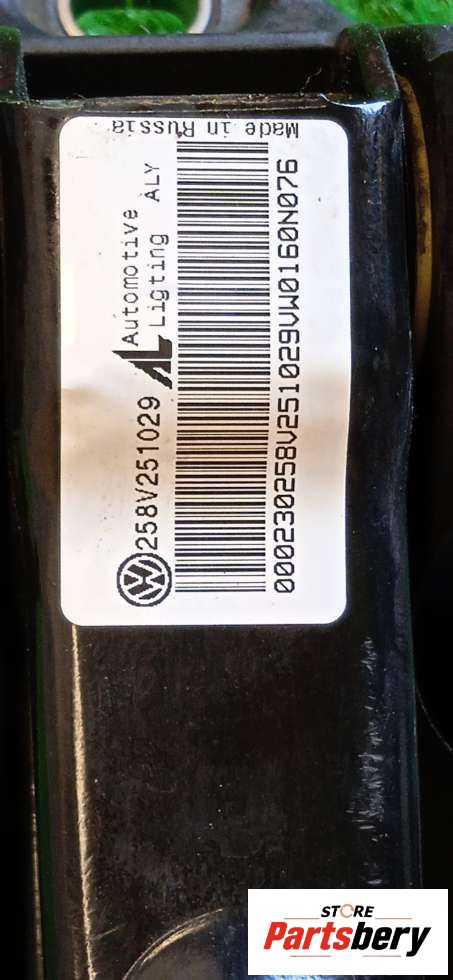 258V251029
Automotive
Ligting
ALY
000230258V251029VW0160N076
Made in Russia
STORE
Partsbery